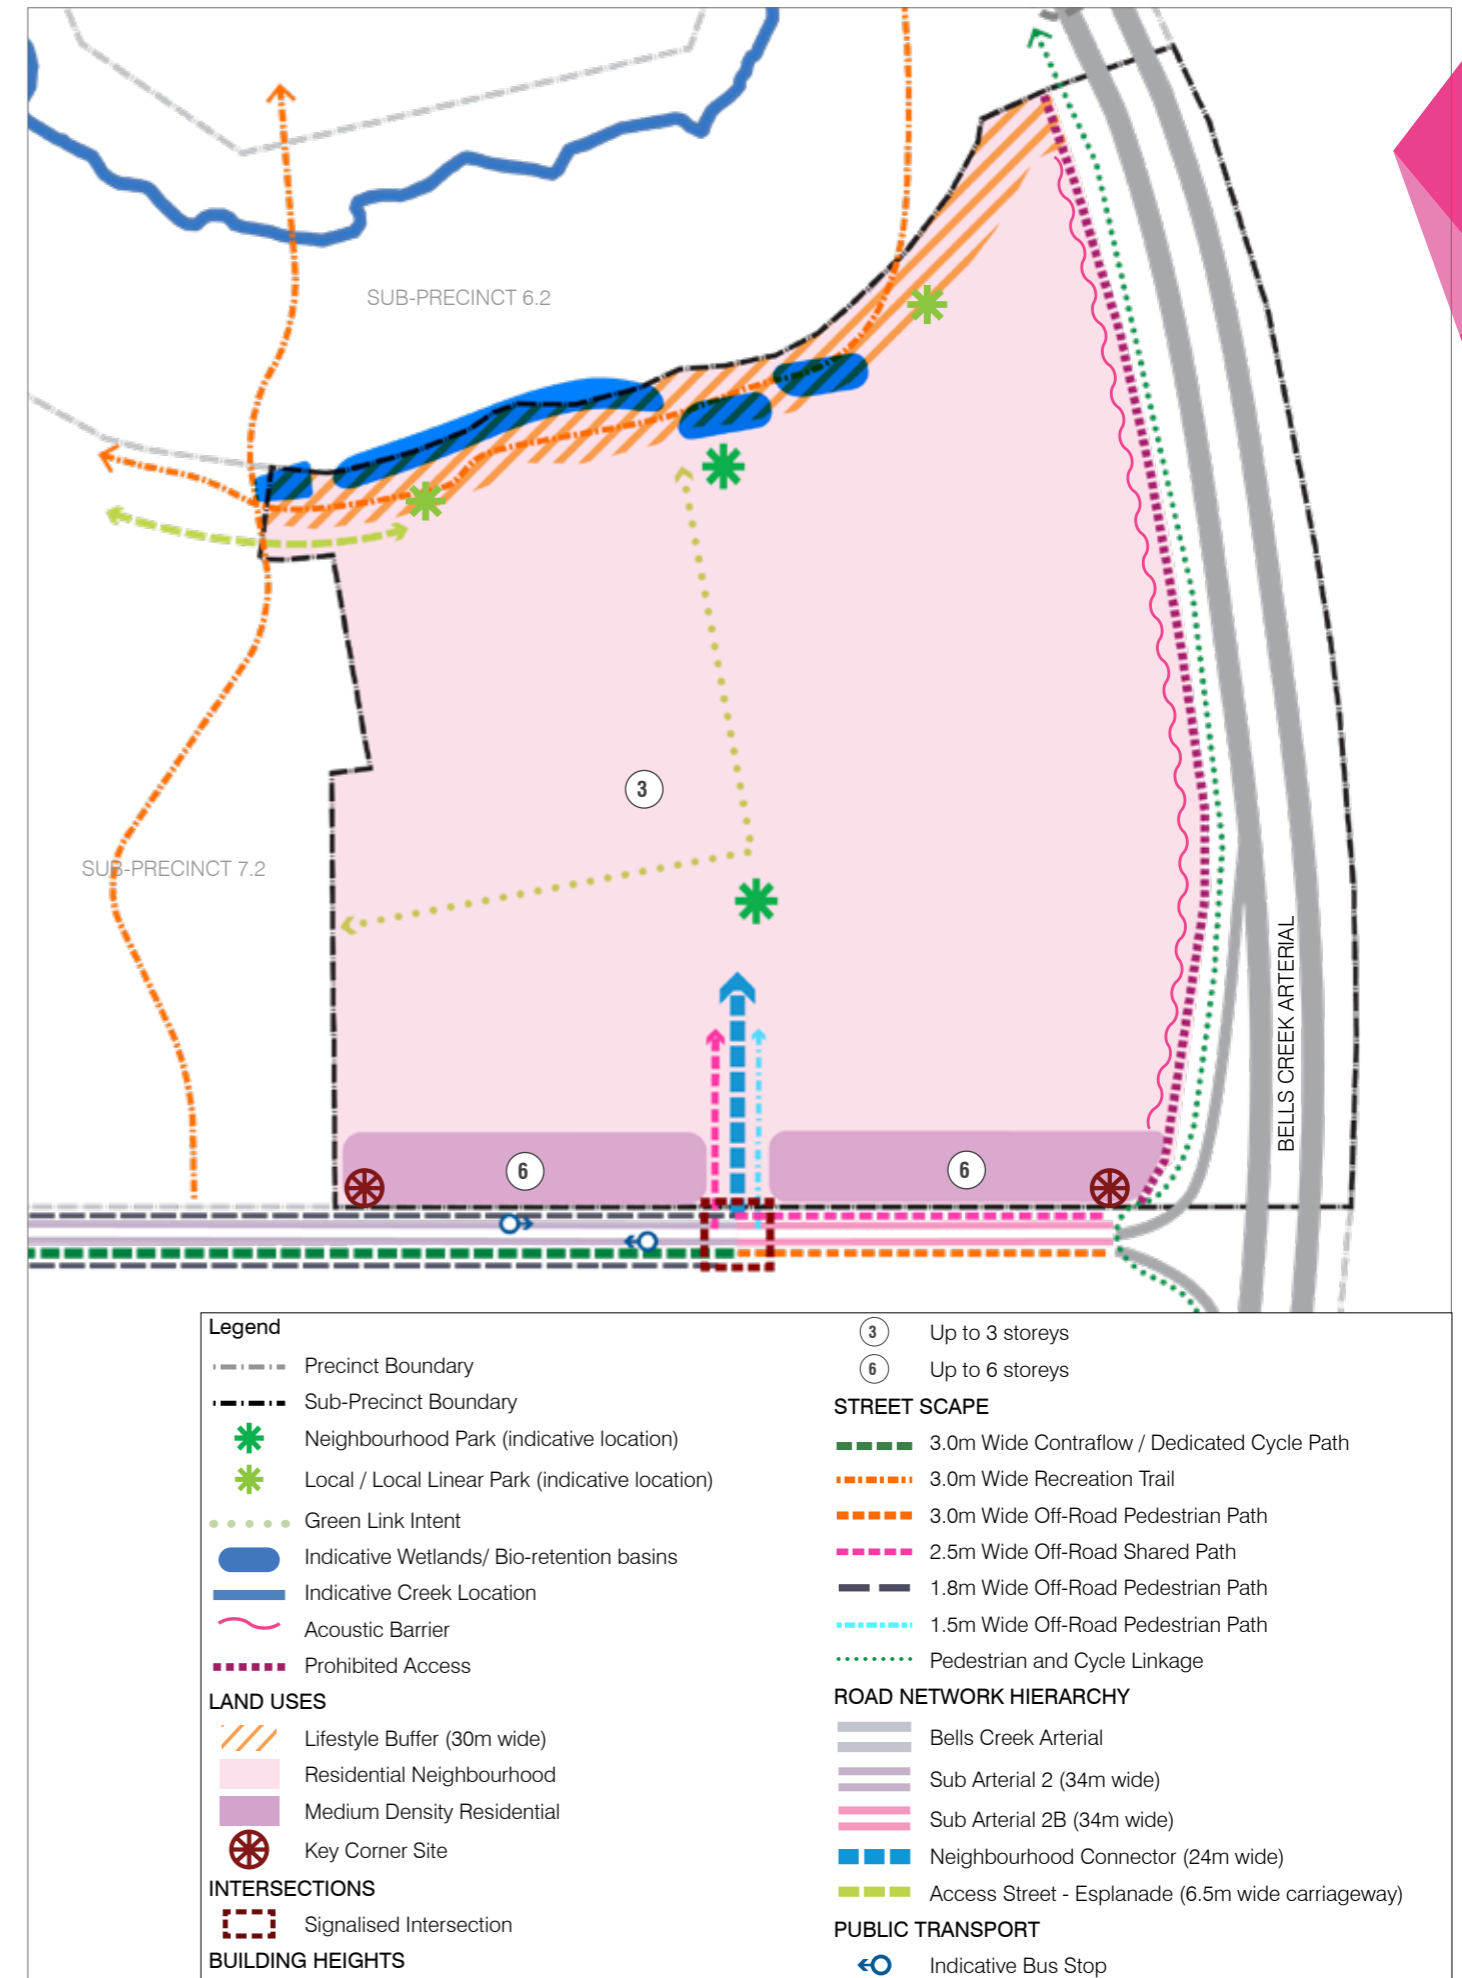 SUB-PRECINCT 6.2
3
SUB-PRECINCT 7.2
BELLS CREEK ARTERIAL
6
6
Legend
Precinct Boundary
Sub-Precinct Boundary
Neighbourhood Park (indicative location)
Local / Local Linear Park (indicative location)
Green Link Intent
Indicative Wetlands/ Bio-retention basins
Indicative Creek Location
Acoustic Barrier
Prohibited Access
LAND USES
Lifestyle Buffer (30m wide)
Residential Neighbourhood
Medium Density Residential
Key Corner Site
INTERSECTIONS
Signalised Intersection
BUILDING HEIGHTS
3 Up to 3 storeys
6 Up to 6 storeys
STREET SCAPE
3.0m Wide Contraflow / Dedicated Cycle Path
3.0m Wide Recreation Trail
3.0m Wide Off-Road Pedestrian Path
2.5m Wide Off-Road Shared Path
1.8m Wide Off-Road Pedestrian Path
1.5m Wide Off-Road Pedestrian Path
Pedestrian and Cycle Linkage
ROAD NETWORK HIERARCHY
Bells Creek Arterial
Sub Arterial 2 (34m wide)
Sub Arterial 2B (34m wide)
Neighbourhood Connector (24m wide)
Access Street - Esplanade (6.5m wide carriageway)
PUBLIC TRANSPORT
Indicative Bus Stop